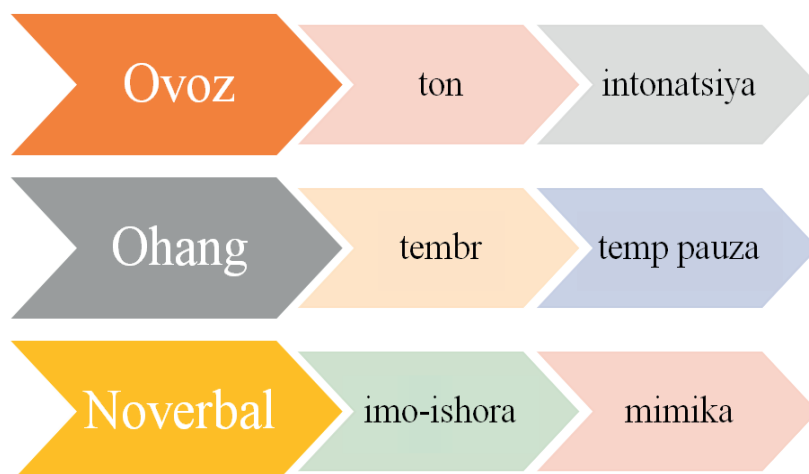 Ovoz ton intonatsiya
Ohang tembr temp pauza
Noverbal imo-ishora mimika